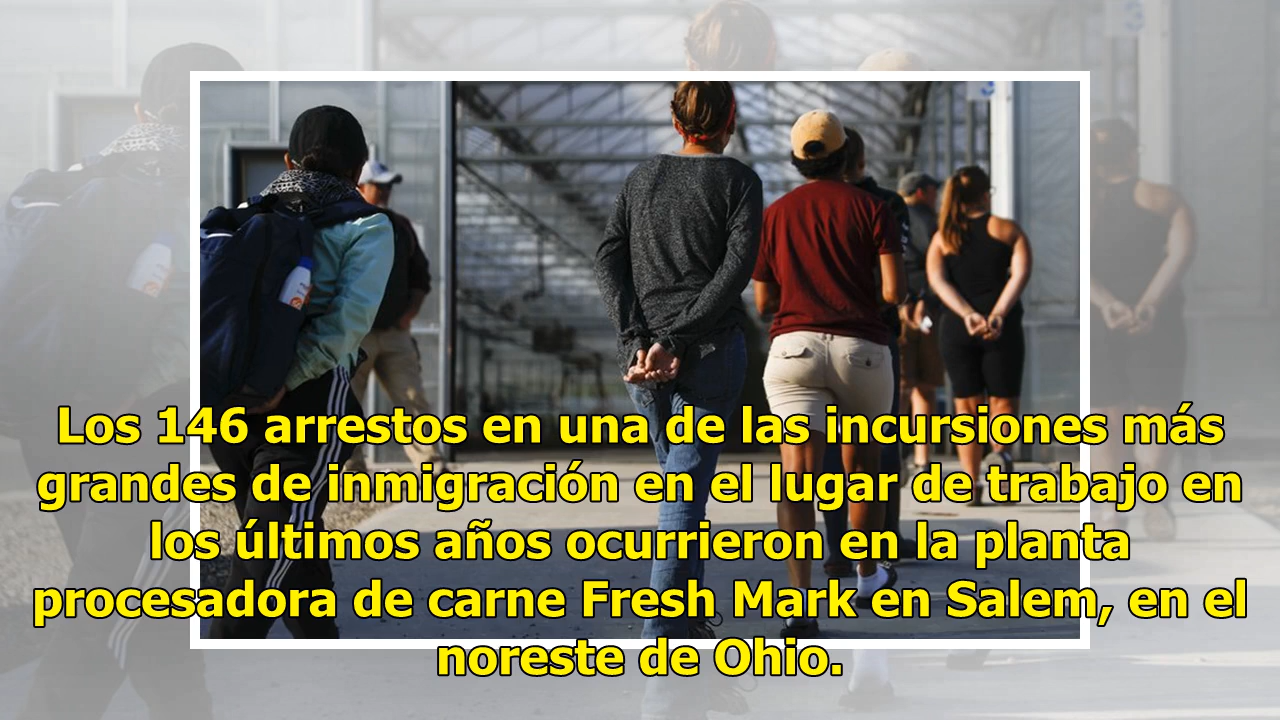 Los 146 arrestos en una de las incursiones más
grandes de inmigración en el lugar de trabajo en
los últimos años ocurrieron en la planta
procesadora de carne Fresh Mark en Salem, en el
noreste de Ohio.